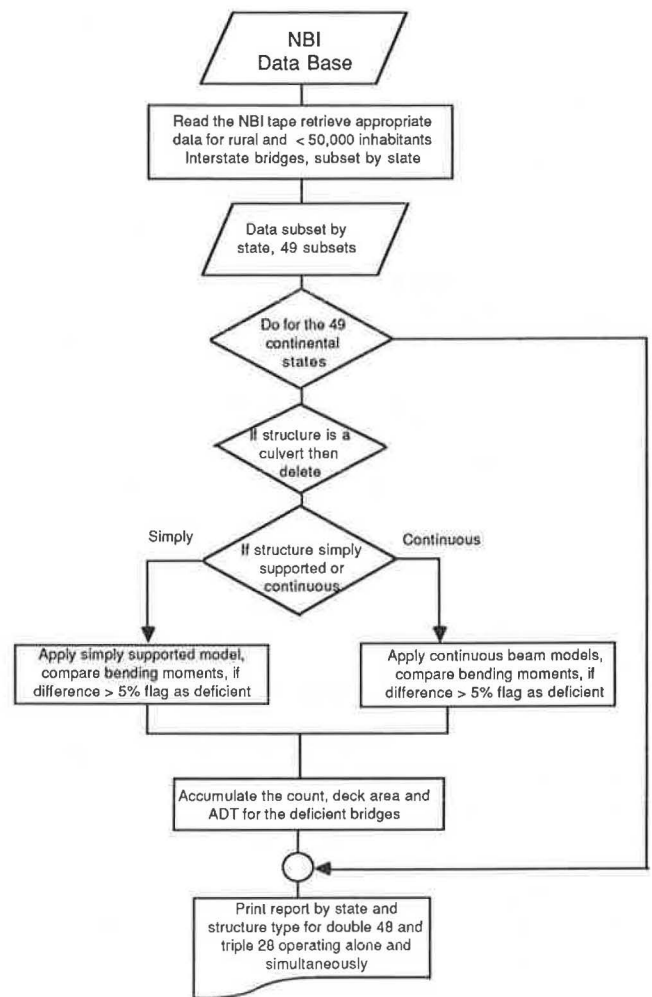 NBI
Data Base
Read the NBI tape retrieve appropriate
data for rural and < 50,000 inhabitants
Interstate bridges, subset by state
Data subset by
state, 49 subsets
Do for the 49
continental
states
If structure is a
culvert then
delete
Simply
Continuous
If structure simply
supported or
continuous
Apply simply supported model,
compare bending moments, if
difference > 5% flag as deficient
Apply continuous beam models,
compare bending moments, if
difference > 5% flag as deficient
Accumulate the count, deck area and
ADT for the deficient bridges
Print report by state and
structure type for double 48 and
triple 28 operating alone and
simultaneously